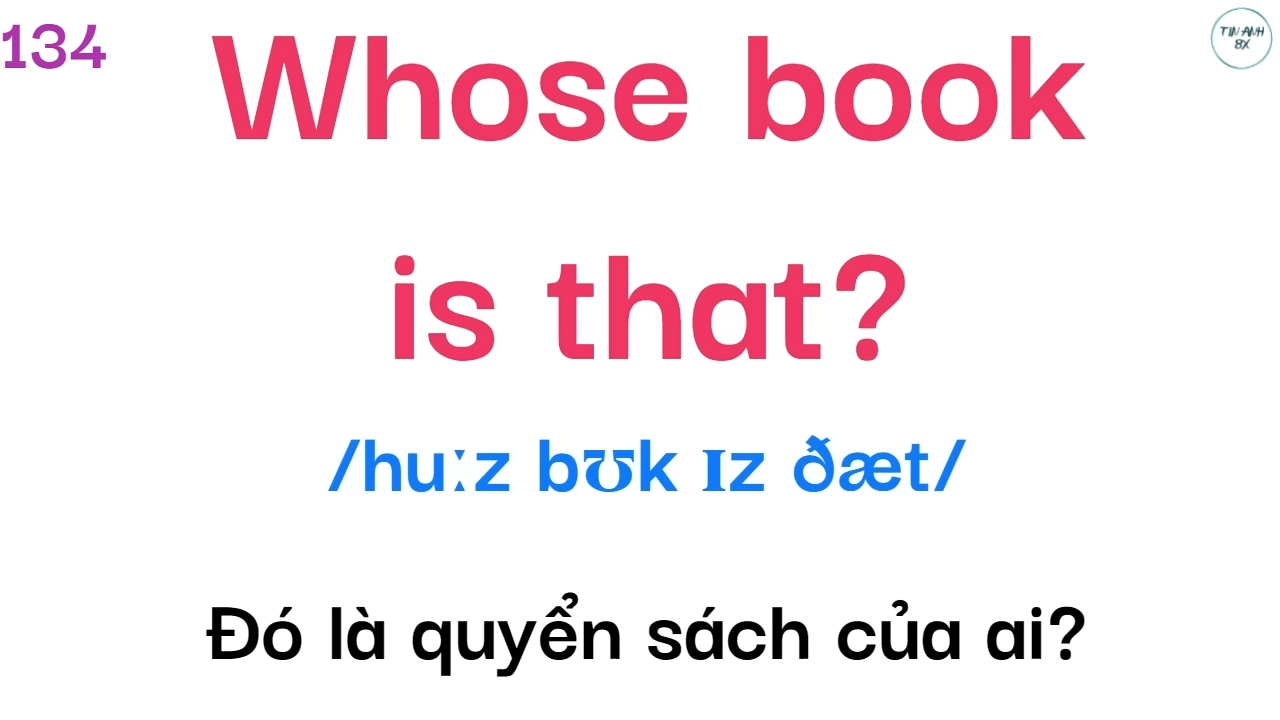 134
TIN ANH
8X
Whose book
is that?
/huːz bʊk ɪz ðæt/
Đó là quyển sách của ai?